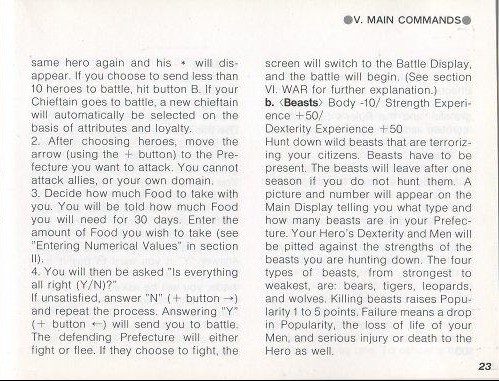 ●V. MAIN COMMANDS●
same hero again and his • will dis-
appear. If you choose to send less than
10 heroes to battle, hit button B. If your
Chieftain goes to battle, a new chieftain
will automatically be selected on the
basis of attributes and loyalty.
2. After choosing heroes, move the
arrow (using the + button) to the Pre-
fecture you want to attack. You cannot
attack allies, or your own domain.
3. Decide how much Food to take with
you. You will be told how much Food
you will need for 30 days. Enter the
amount of Food you wish to take (see
"Entering Numerical Values" in section
II).
4. You will then be asked "Is everything
all right (Y/N)?"
If unsatisfied, answer "N" (+ button →)
and repeat the process. Answering "Y"
(+ button ←) will send you to battle.
The defending Prefecture will either
fight or flee. If they choose to fight, the
screen will switch to the Battle Display,
and the battle will begin. (See section
VI. WAR for further explanation.)
b. 〈Beasts〉 Body -10/ Strength Experi-
ence +50/
Dexterity Experience +50
Hunt down wild beasts that are terroriz-
ing your citizens. Beasts have to be
present. The beasts will leave after one
season if you do not hunt them. A
picture and number will appear on the
Main Display telling you what type and
how many beasts are in your Prefec-
ture. Your Hero's Dexterity and Men will
be pitted against the strengths of the
beasts you are hunting down. The four
types of beasts, from strongest to
weakest, are: bears, tigers, leopards,
and wolves. Killing beasts raises Popu-
larity 1 to 5 points. Failure means a drop
in Popularity, the loss of life of your
Men, and serious injury or death to the
Hero as well.
23